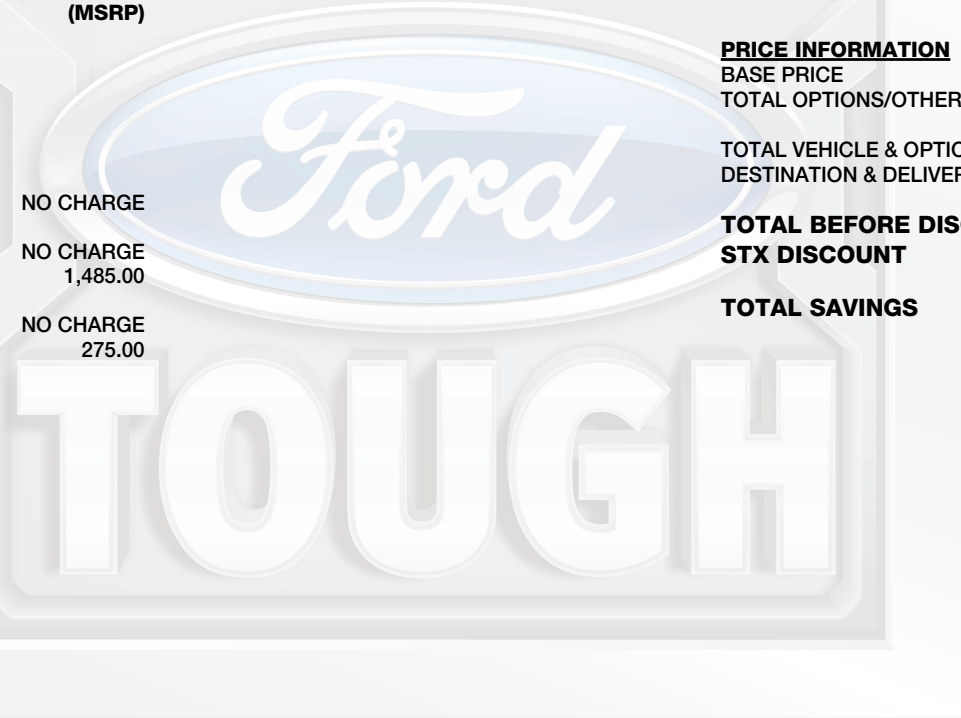 (MSRP)
NO CHARGE
NO CHARGE
1,485.00
NO CHARGE
275.00
PRICE INFORMATION
BASE PRICE
TOTAL OPTIONS/OTHER
TOTAL VEHICLE & OPTIO
DESTINATION & DELIVER
TOTAL BEFORE DIS
STX DISCOUNT
TOTAL SAVINGS
Ford
TOUGH